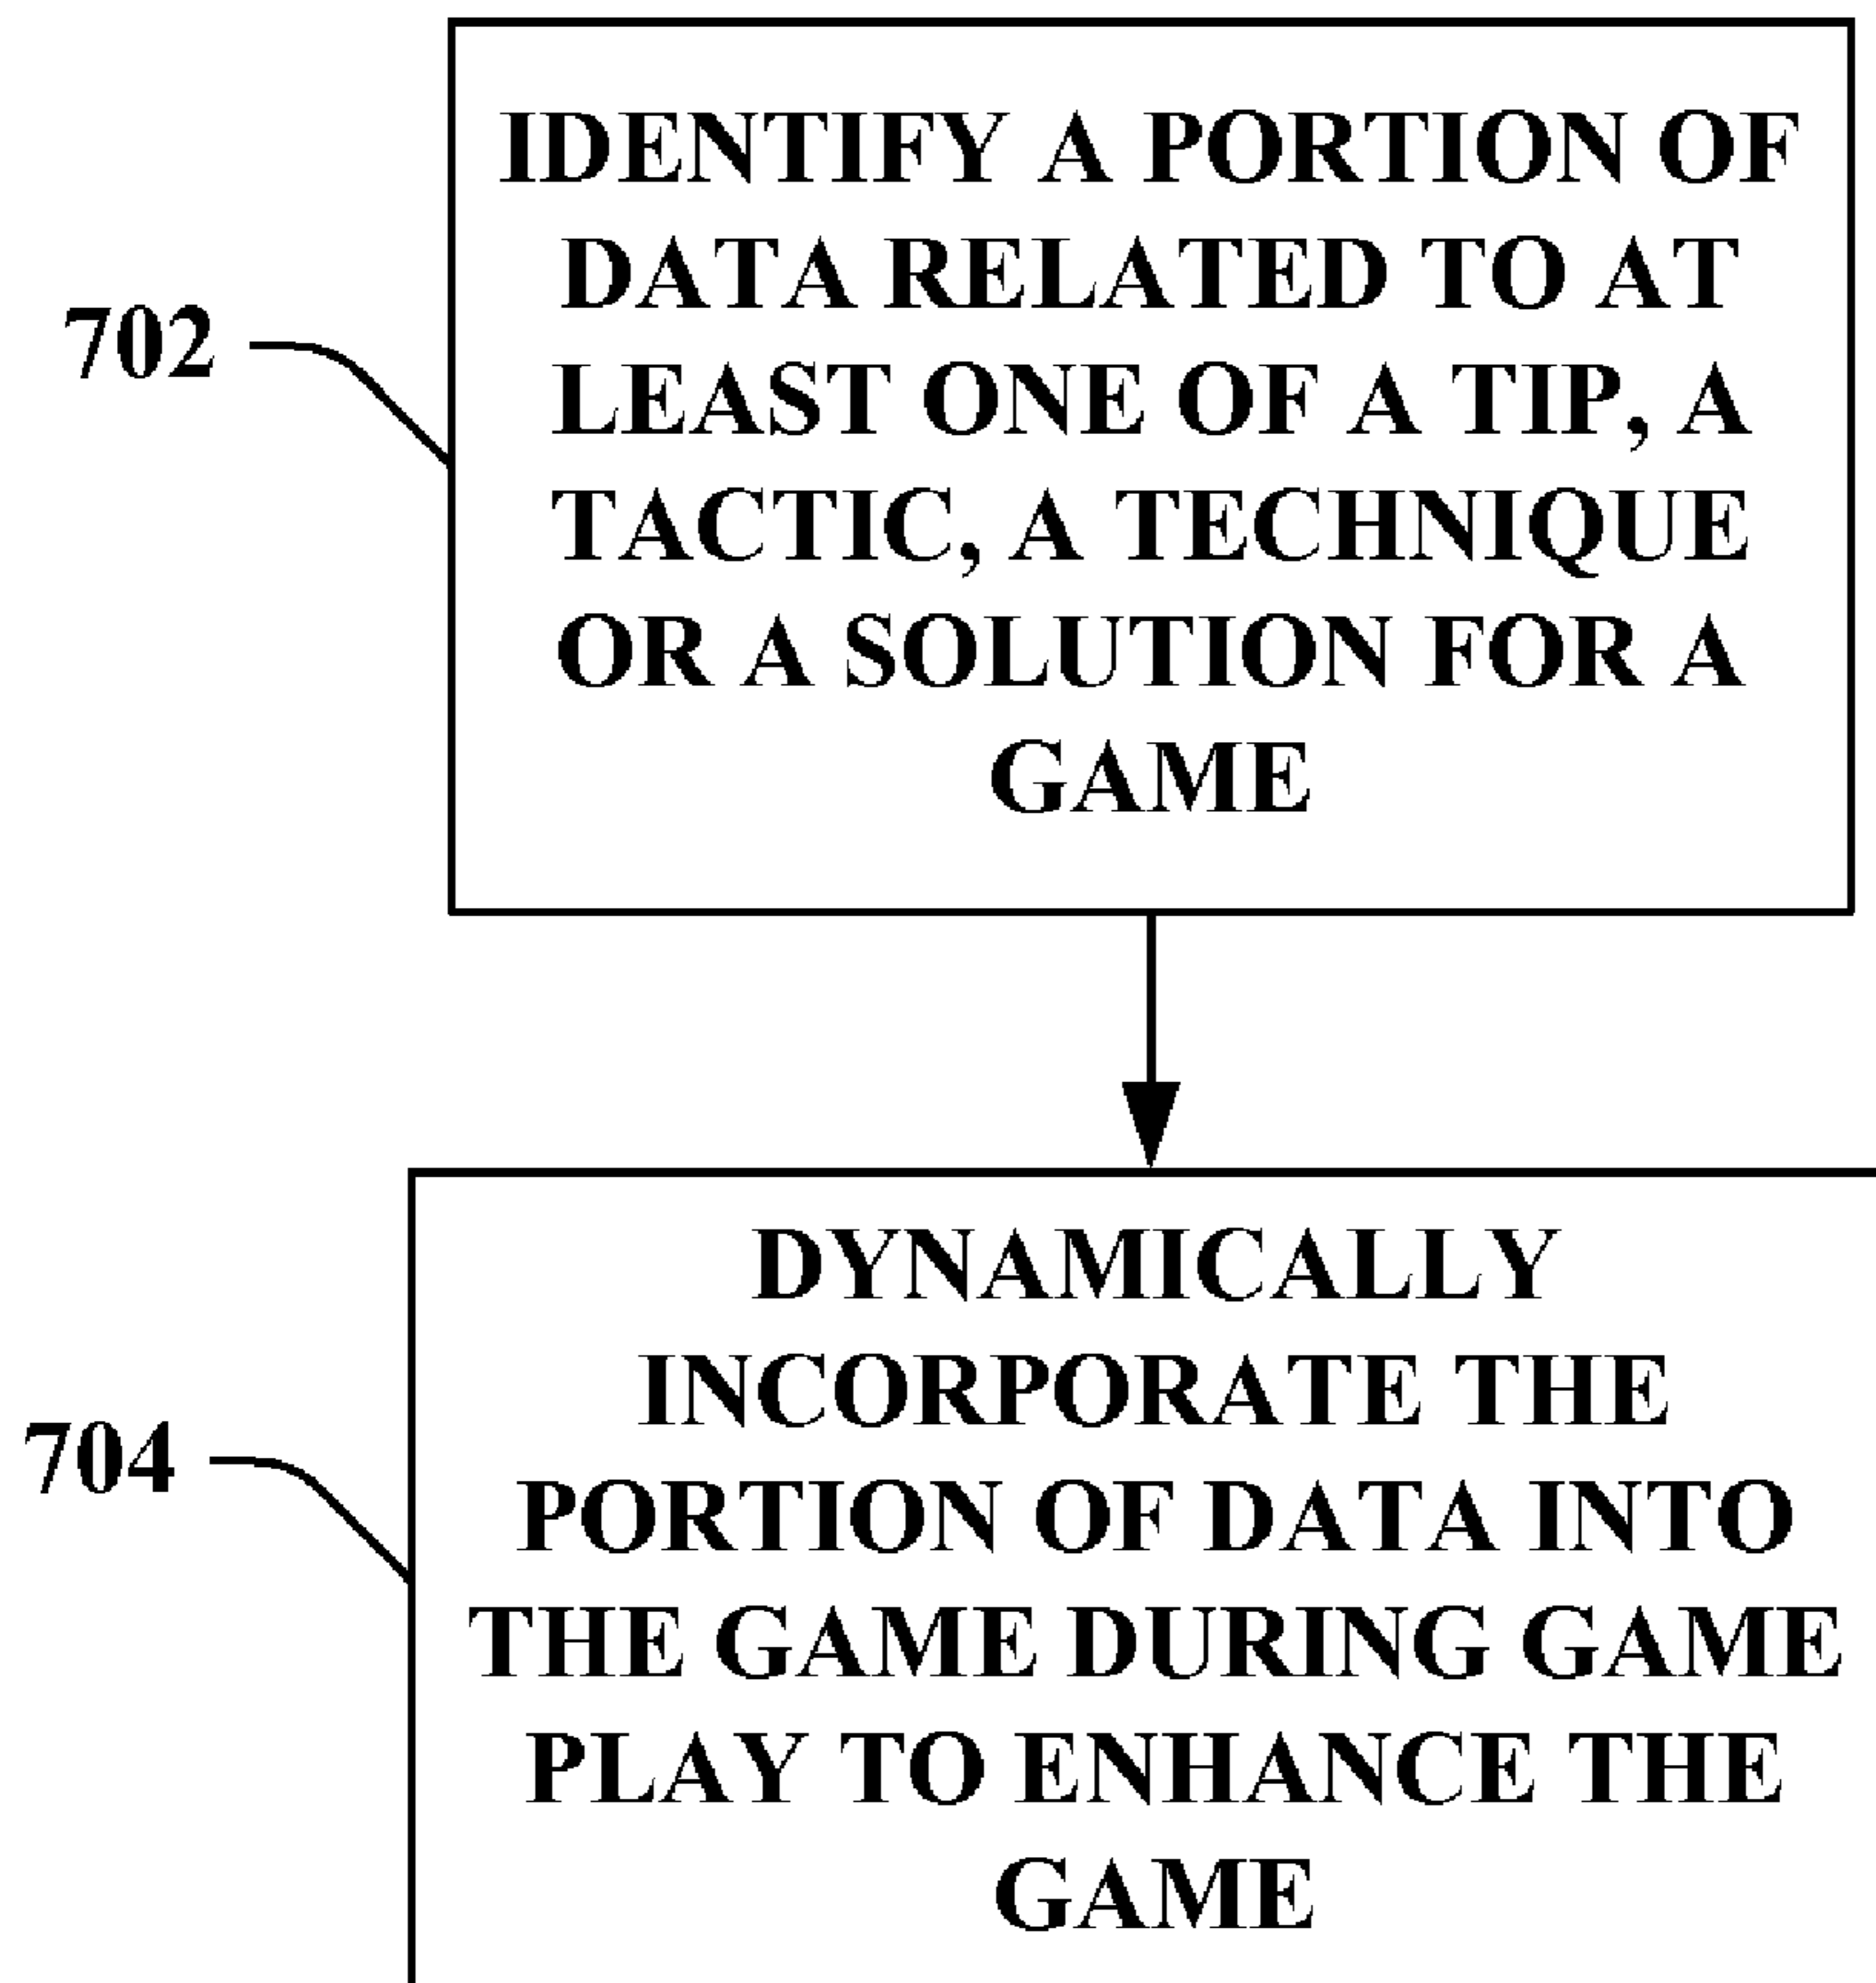 IDENTIFY A PORTION OF
DATA RELATED TO AT
LEAST ONE OF A TIP, A
TACTIC, A TECHNIQUE
OR A SOLUTION FOR A
GAME
702
DYNAMICALLY
INCORPORATE THE
PORTION OF DATA INTO
THE GAME DURING GAME
PLAY TO ENHANCE THE
GAME
704